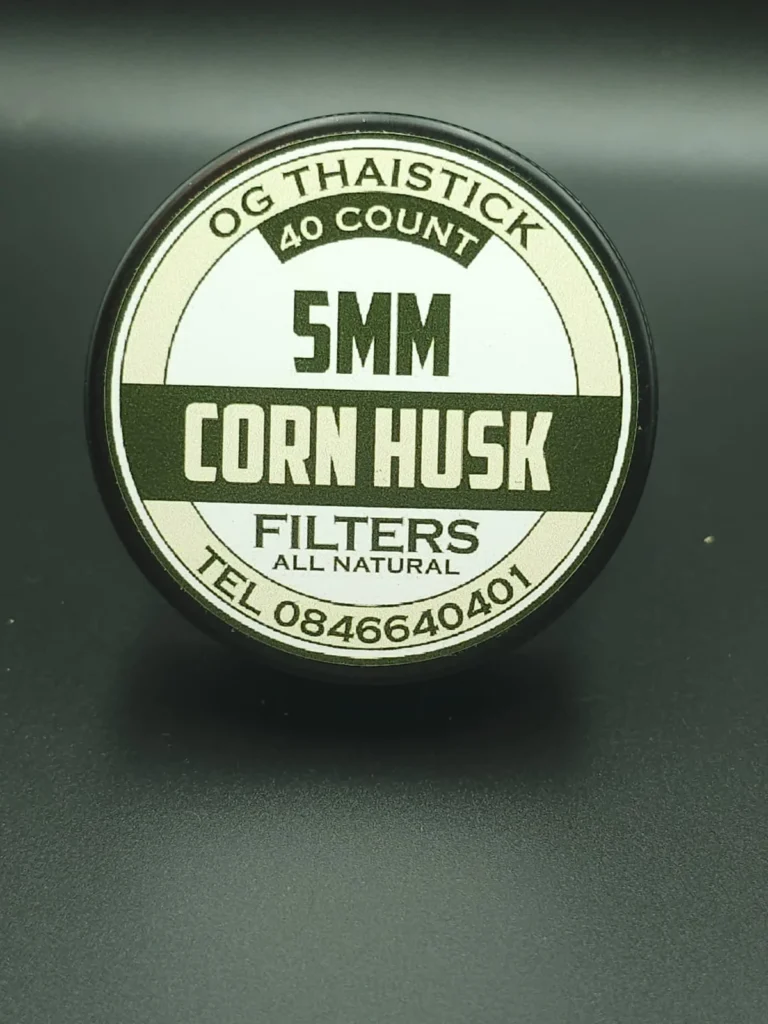 OG THAISTICK
40 COUNT
5MM
CORN HUSK
FILTERS
ALL NATURAL
TEL 0846640401